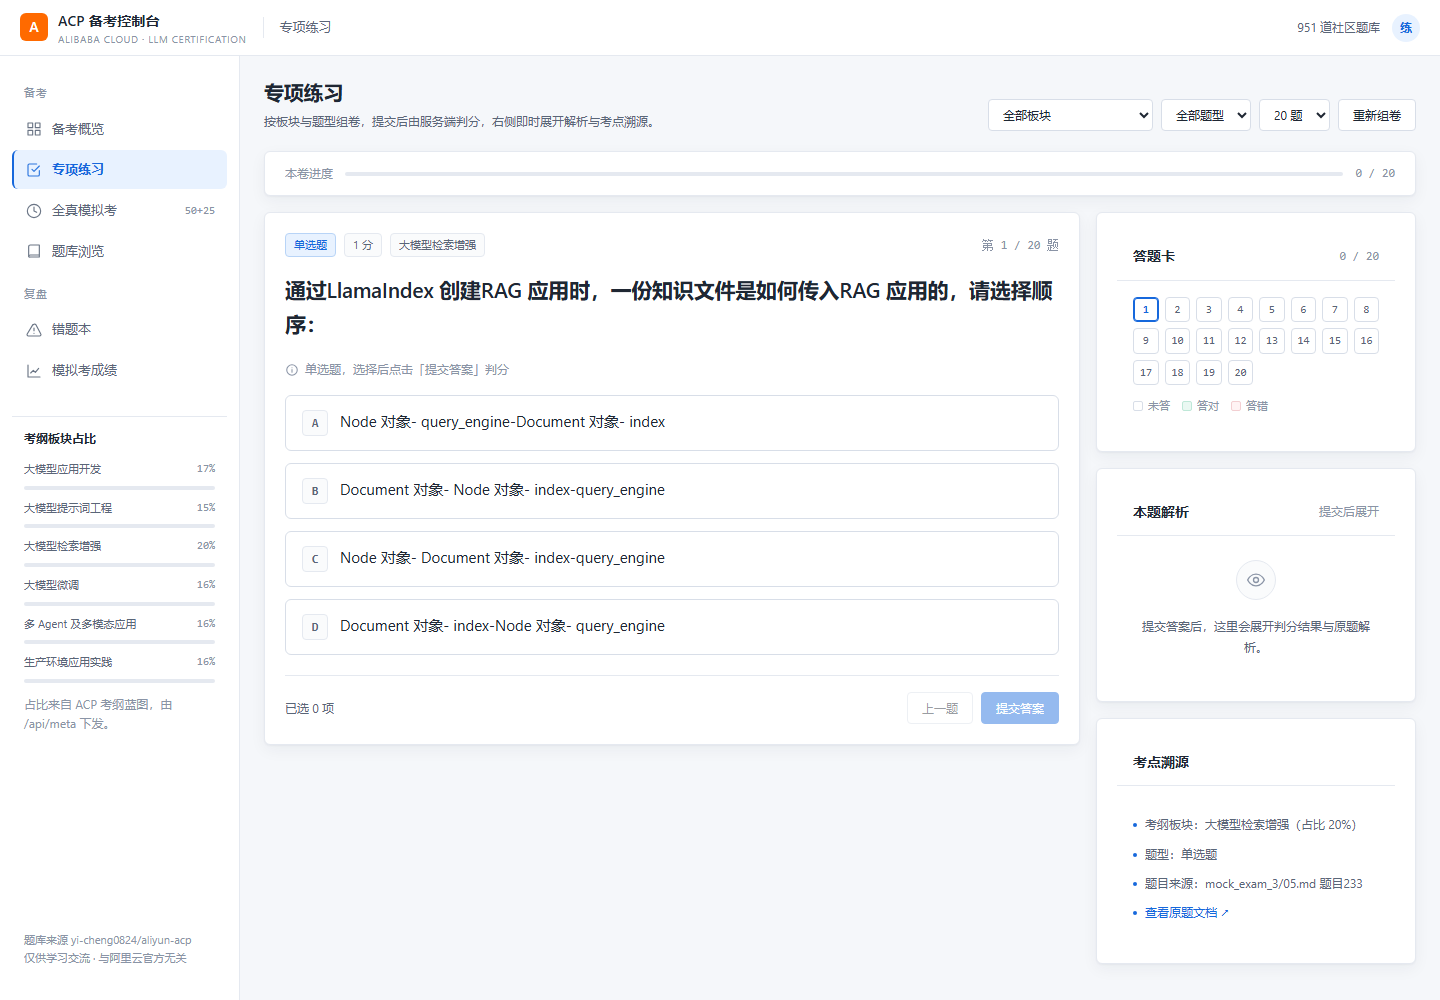 A
ACP 备考控制台
ALIBABA CLOUD · LLM CERTIFICATION
专项练习
951 道社区题库
练
备考
备考概览
专项练习
全真模拟考
50+25
题库浏览
复盘
错题本
模拟考成绩
考纲板块占比
大模型应用开发
17%
大模型提示词工程
15%
大模型检索增强
20%
大模型微调
16%
多 Agent 及多模态应用
16%
生产环境应用实践
16%
占比来自 ACP 考纲蓝图，由
/api/meta 下发。
题库来源 yi-cheng0824/aliyun-acp
仅供学习交流 · 与阿里云官方无关
专项练习
按板块与题型组卷，提交后由服务端判分，右侧即时展开解析与考点溯源。
全部板块
全部题型
20 题
重新组卷
本卷进度
0 / 20
单选题
1 分
大模型检索增强
第 1 / 20 题
通过LlamaIndex 创建RAG 应用时，一份知识文件是如何传入RAG 应用的，请选择顺
序：
单选题，选择后点击「提交答案」判分
A
Node 对象- query_engine-Document 对象- index
B
Document 对象- Node 对象- index-query_engine
C
Node 对象- Document 对象- index-query_engine
D
Document 对象- index-Node 对象- query_engine
已选 0 项
上一题
提交答案
答题卡
0 / 20
1 2 3 4 5 6 7 8
9 10 11 12 13 14 15 16
17 18 19 20
未答
答对
答错
本题解析
提交后展开
提交答案后，这里会展开判分结果与原题解
析。
考点溯源
考纲板块：大模型检索增强（占比 20%）
题型：单选题
题目来源：mock_exam_3/05.md 题目233
查看原题文档 ↗